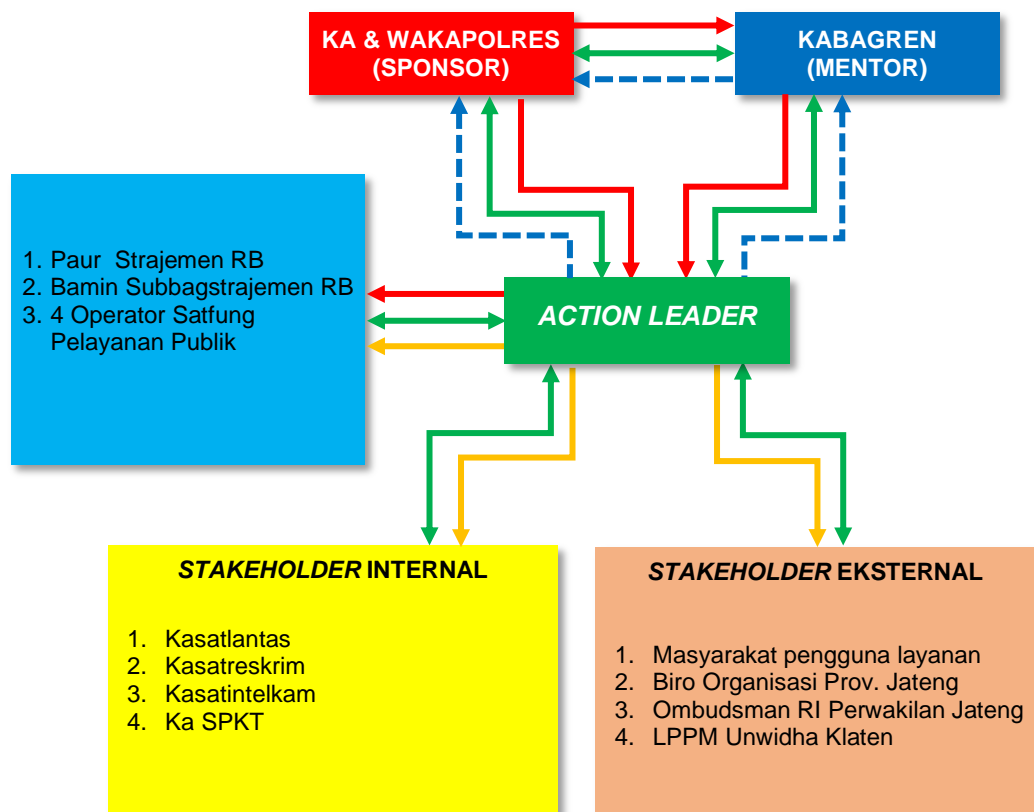 KA & WAKAPOLRES
(SPONSOR)
KABAGREN
(MENTOR)
1. Paur Strajemen RB
2. Bamin Subbagstrajemen RB
3. 4 Operator Satfung
Pelayanan Publik
ACTION LEADER
STAKEHOLDER INTERNAL
1. Kasatlantas
2. Kasatreskrim
3. Kasatintelkam
4. Ka SPKT
STAKEHOLDER EKSTERNAL
1. Masyarakat pengguna layanan
2. Biro Organisasi Prov. Jateng
3. Ombudsman RI Perwakilan Jateng
4. LPPM Unwidha Klaten